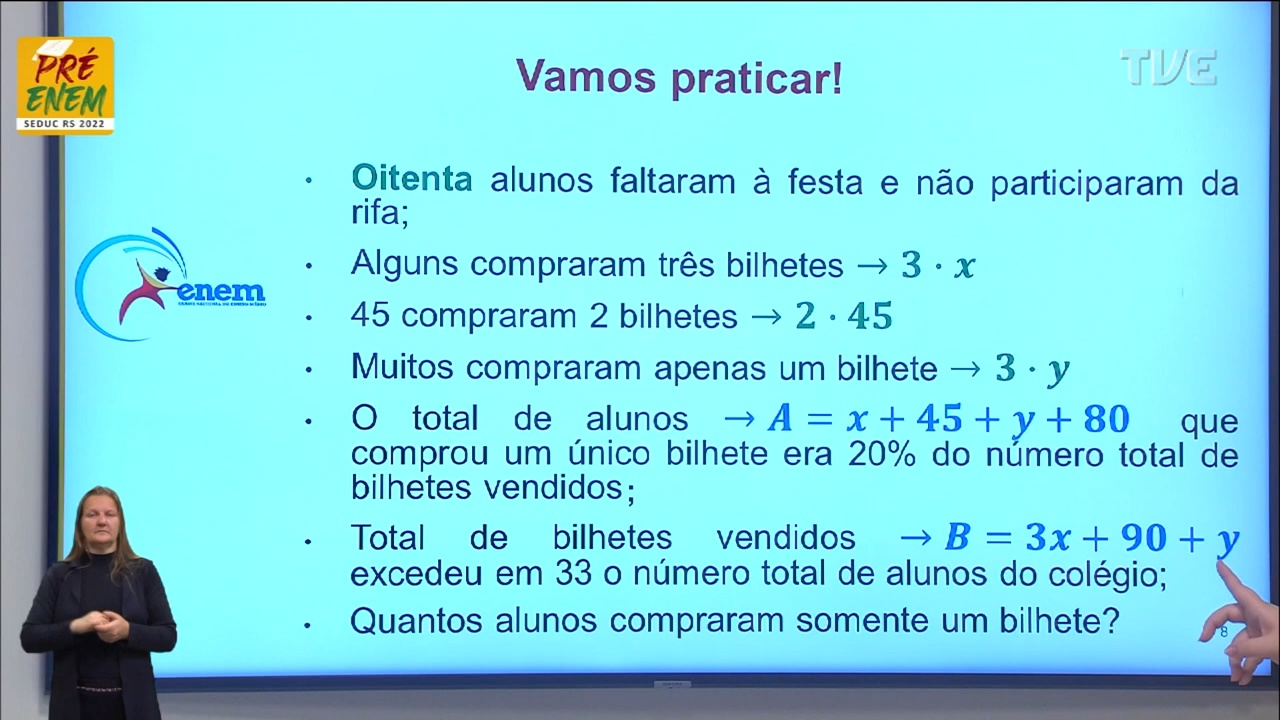 PRÉ
ENEM
SEDUC RS 2022
TVE
Vamos praticar!
• Oitenta alunos faltaram à festa e não participaram da
rifa;
enem
• Alguns compraram três bilhetes → 3 · x
• 45 compraram 2 bilhetes → 2 · 45
• Muitos compraram apenas um bilhete → 3 · y
• O total de alunos → A = x + 45 + y + 80 que
comprou um único bilhete era 20% do número total de
bilhetes vendidos;
• Total de bilhetes vendidos → B = 3x + 90 + y
excedeu em 33 o número total de alunos do colégio;
• Quantos alunos compraram somente um bilhete?
8